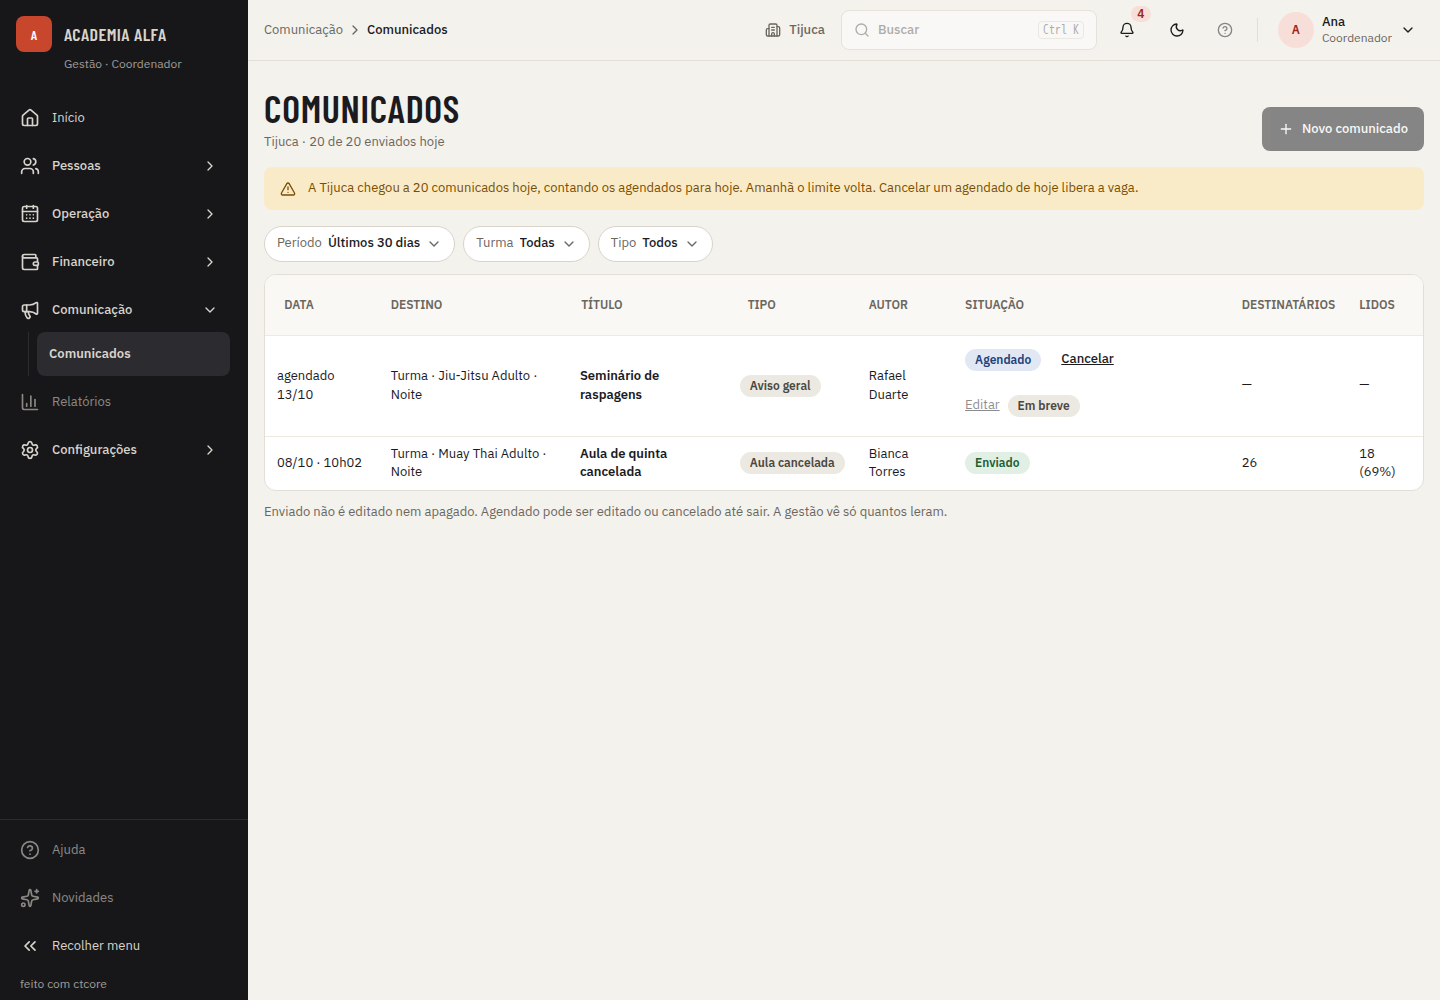 A
ACADEMIA ALFA
Gestão · Coordenador
Início
Pessoas
Operação
Financeiro
Comunicação
Comunicados
Relatórios
Configurações
Ajuda
Novidades
Recolher menu
feito com ctcore
Comunicação > Comunicados
Tijuca
Buscar
Ctrl K
4
A
Ana
Coordenador
COMUNICADOS
Tijuca · 20 de 20 enviados hoje
+ Novo comunicado
A Tijuca chegou a 20 comunicados hoje, contando os agendados para hoje. Amanhã o limite volta. Cancelar um agendado de hoje libera a vaga.
Período Últimos 30 dias
Turma Todas
Tipo Todos
DATA DESTINO TÍTULO TIPO AUTOR SITUAÇÃO DESTINATÁRIOS LIDOS
agendado
13/10
Turma · Jiu-Jitsu Adulto ·
Noite
Seminário de
raspagens
Aviso geral
Rafael
Duarte
Agendado Cancelar
Editar Em breve
—
—
08/10 · 10h02
Turma · Muay Thai Adulto ·
Noite
Aula de quinta
cancelada
Aula cancelada
Bianca
Torres
Enviado
26
18
(69%)
Enviado não é editado nem apagado. Agendado pode ser editado ou cancelado até sair. A gestão vê só quantos leram.